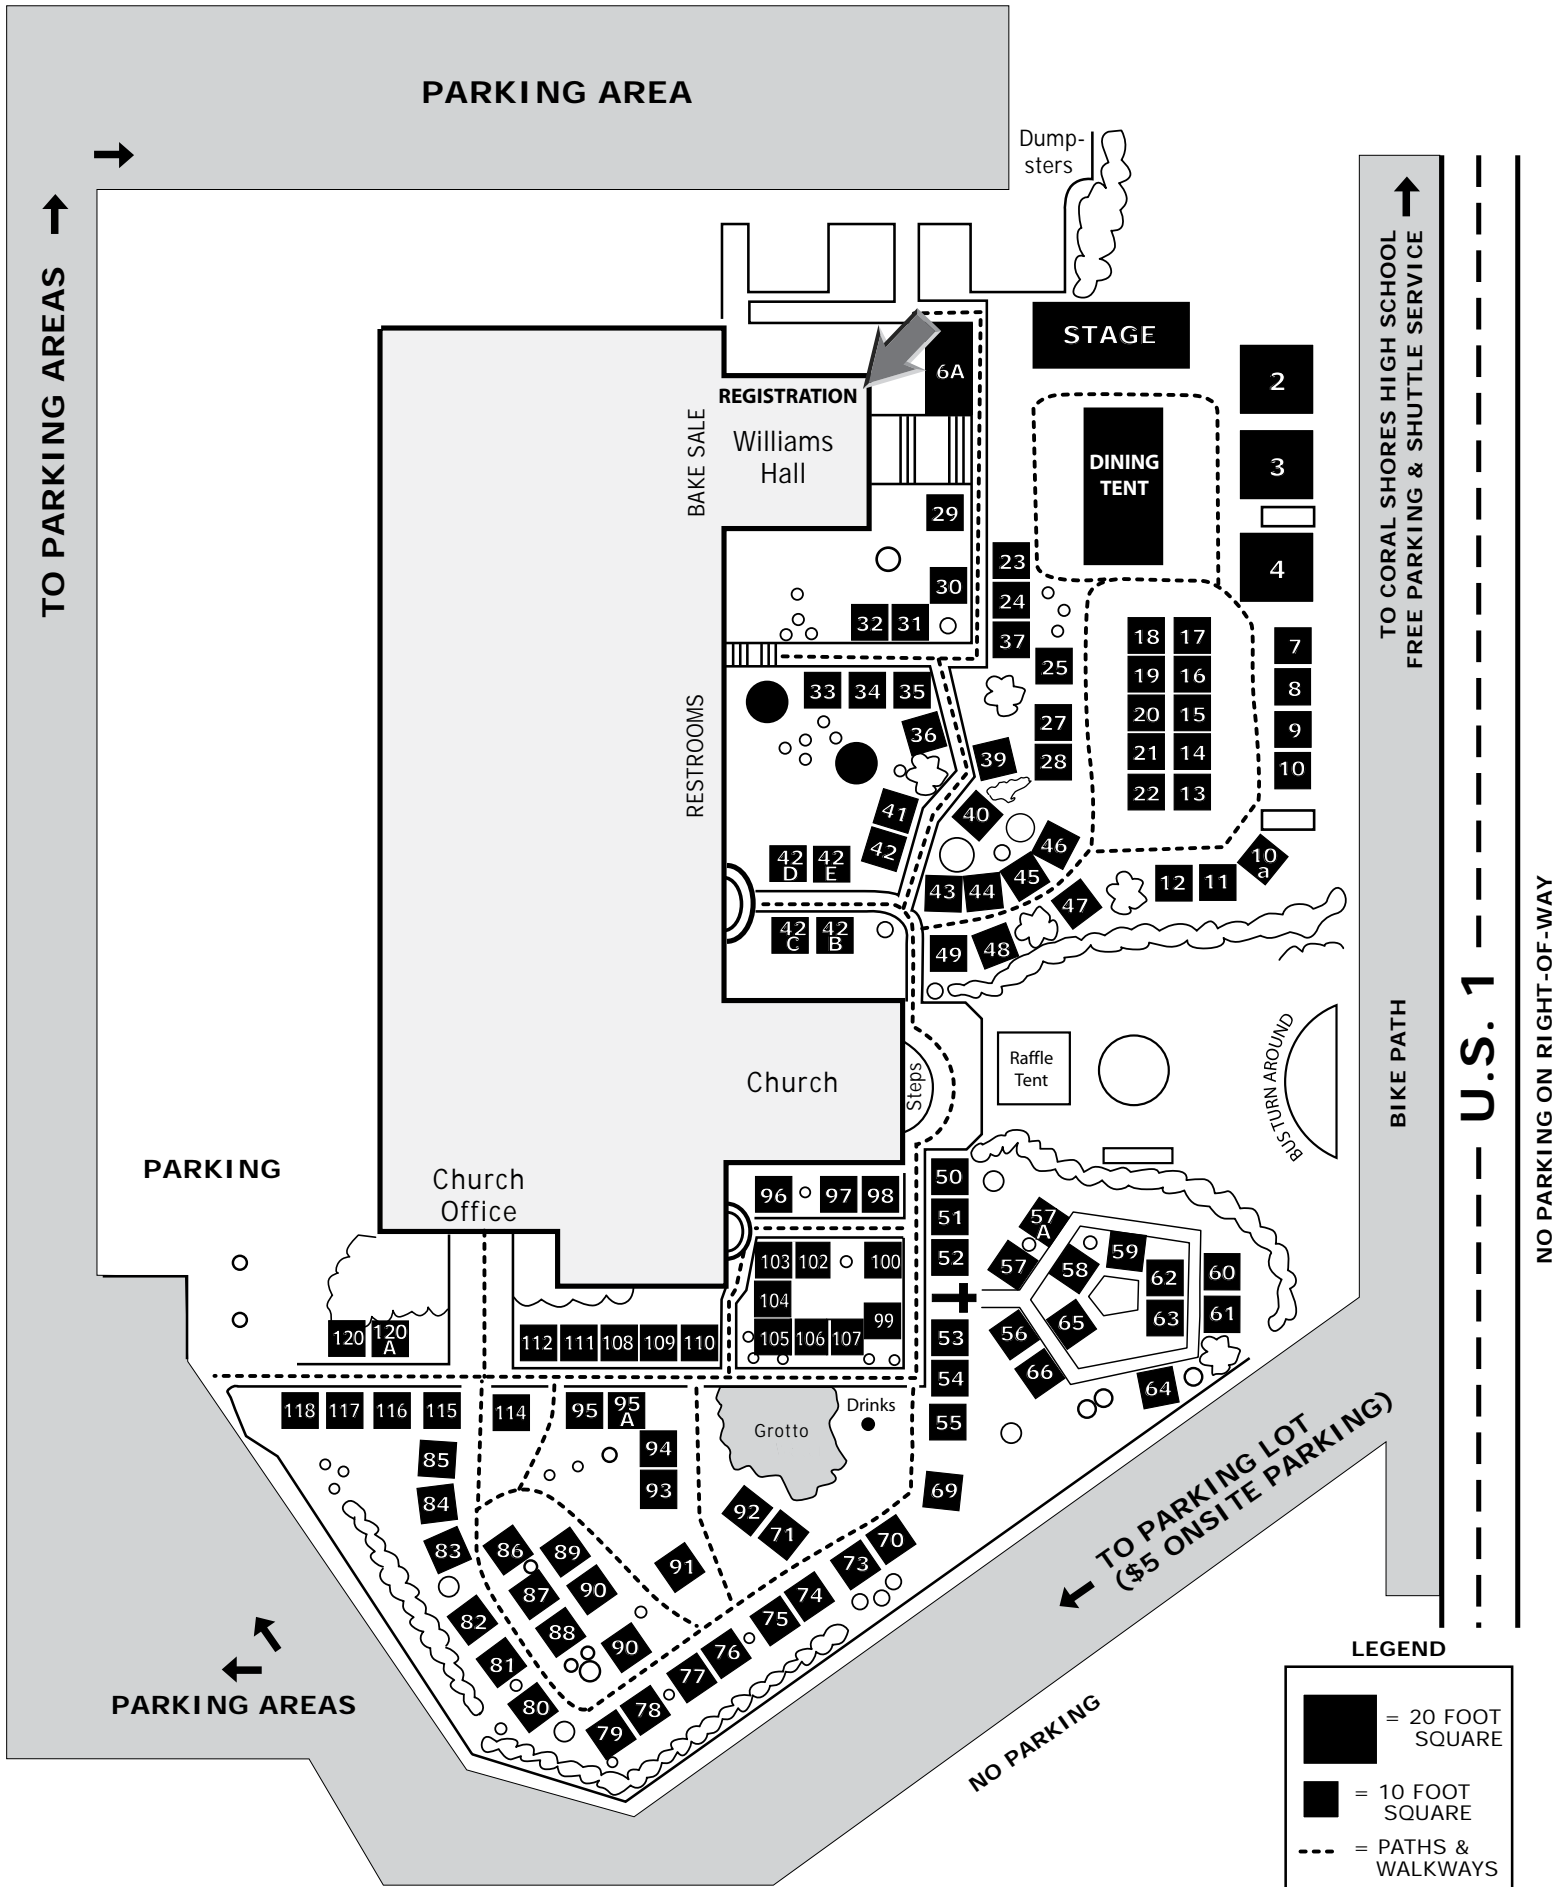 PARKING AREA
Dump-
sters
TO PARKING AREAS
STAGE
2
6A
REGISTRATION
BAKE SALE
Williams
Hall
DINING
TENT
3
TO CORAL SHORES HIGH SCHOOL
FREE PARKING & SHUTTLE SERVICE
29
23
4
30
24
32
31
37
18
17
7
25
19
16
8
33
34
35
20
15
9
27
36
RESTROOMS
39
28
21
14
10
22
13
41
40
42
46
10
a
42
D
42
E
45
43
44
12
11
47
42
C
42
B
49
48
U.S. 1
NO PARKING ON RIGHT-OF-WAY
BIKE PATH
Raffle
Tent
BUS TURN AROUND
Church
Steps
PARKING
Church
Office
96
97
98
50
51
57
A
52
57
58
59
62
60
103
102
100
104
99
63
61
65
56
53
120
120
A
112
111
108
109
110
105
106
107
66
54
64
118
117
116
115
114
95
95
A
Drinks
55
Grotto
94
85
93
69
84
92
71
TO PARKING LOT
($5 ONSITE PARKING)
83
86
89
70
91
73
87
90
74
82
88
75
90
76
81
77
80
78
79
PARKING AREAS
NO PARKING
LEGEND
= 20 FOOT
SQUARE
= 10 FOOT
SQUARE
= PATHS &
WALKWAYS